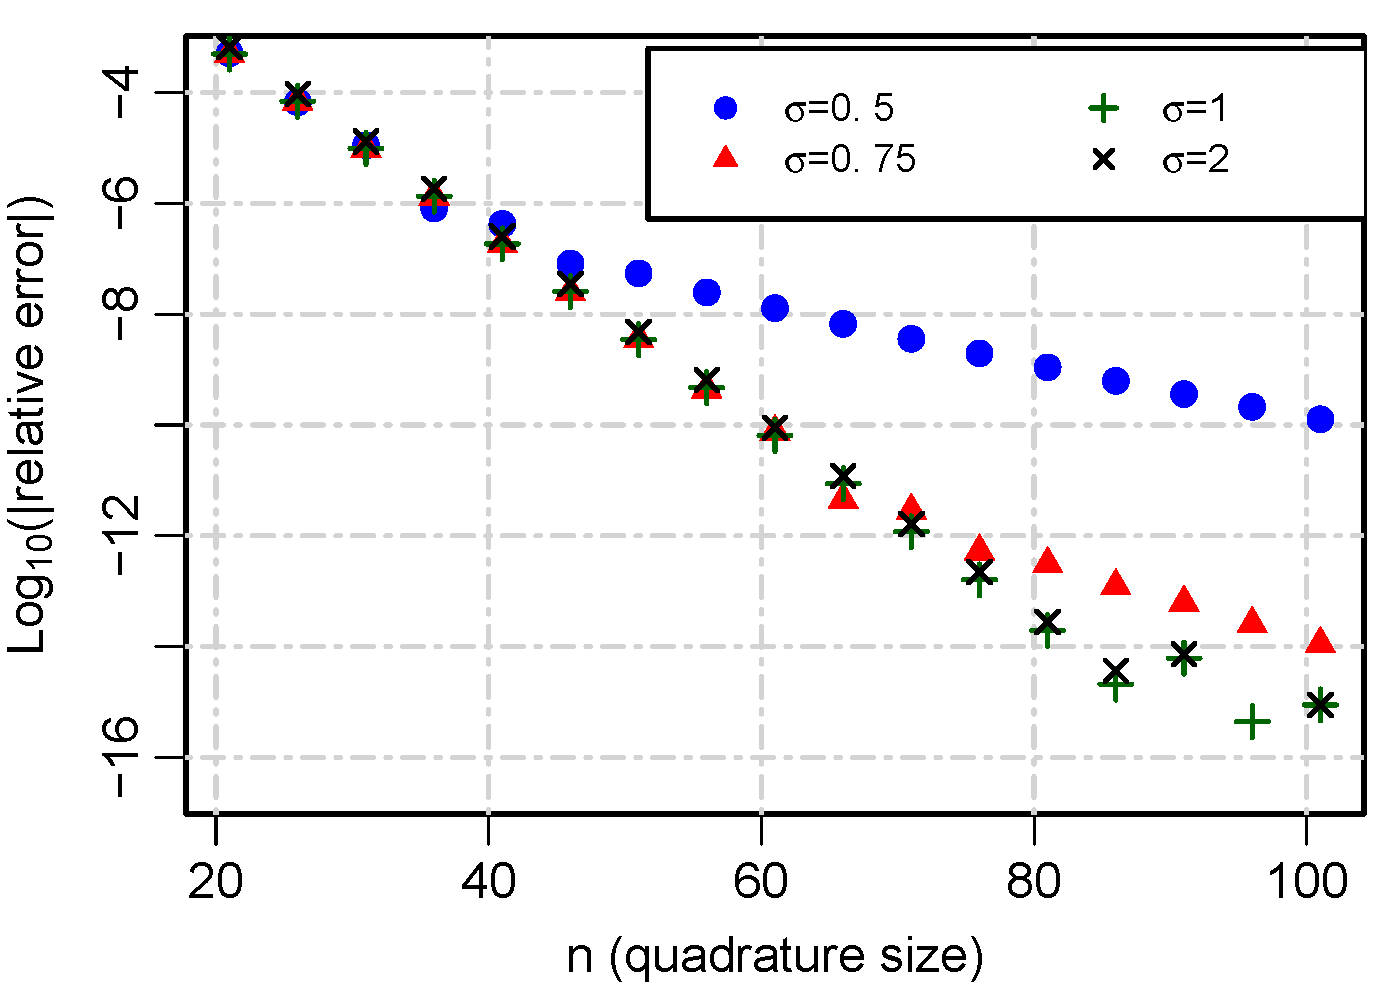 σ=0. 5
σ=1
σ=0. 75
σ=2
Log10(|relative error|)
−4
−6
−8
−12
−14
−16
20
40
60
80
100
n (quadrature size)